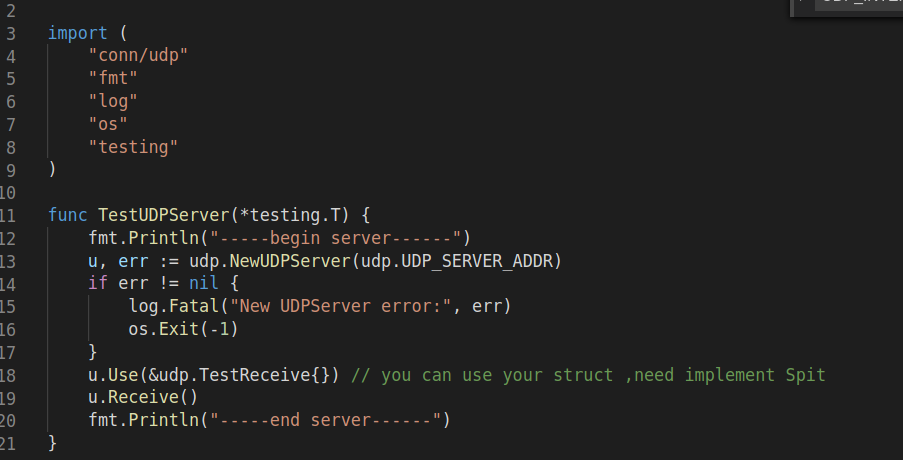 2
3 import (
4 "conn/udp"
5 "fmt"
6 "log"
7 "os"
8 "testing"
9 )
10
11 func TestUDPServer(*testing.T) {
12 fmt.Println("-----begin server------")
13 u, err := udp.NewUDPServer(udp.UDP_SERVER_ADDR)
14 if err != nil {
15 log.Fatal("New UDPServer error:", err)
16 os.Exit(-1)
17 }
18 u.Use(&udp.TestReceive{}) // you can use your struct ,need implement Spit
19 u.Receive()
20 fmt.Println("-----end server------")
21 }